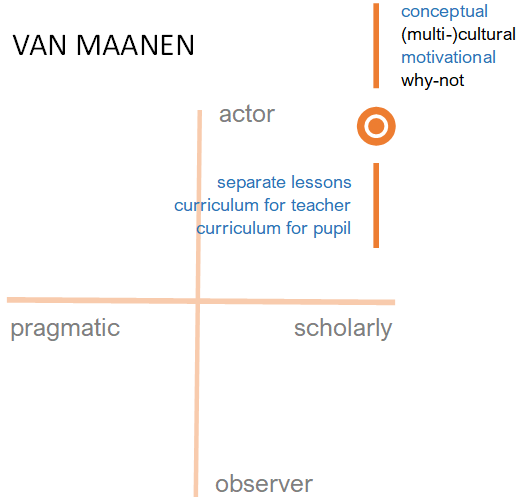 VAN MAANEN
conceptual
(multi-)cultural
motivational
why-not
actor
separate lessons
curriculum for teacher
curriculum for pupil
pragmatic
scholarly
observer